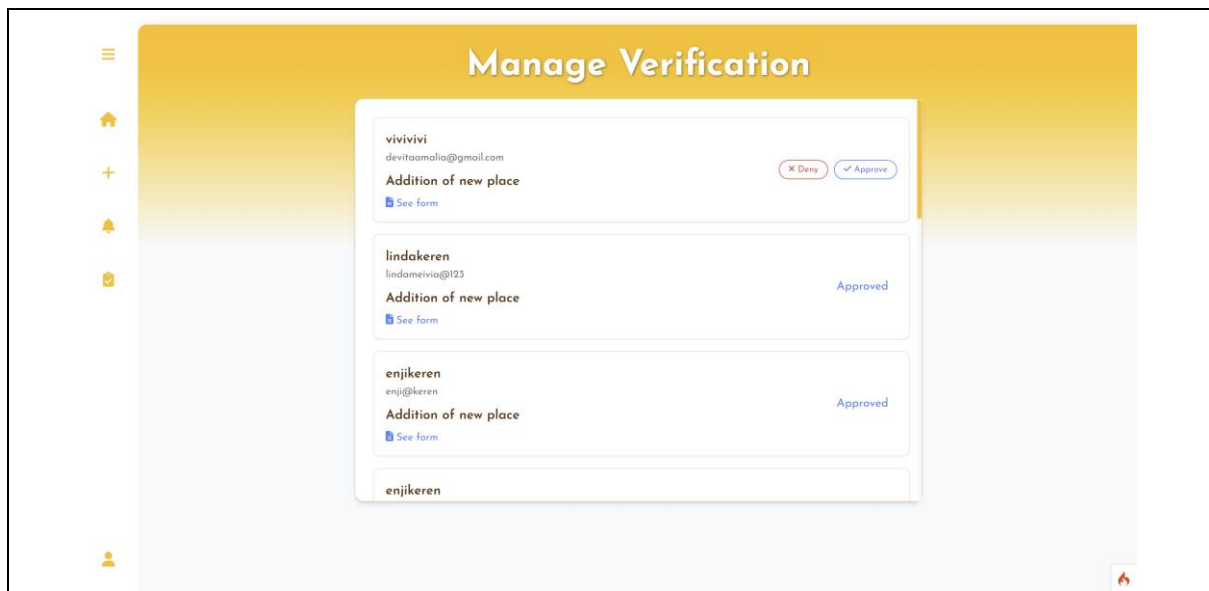 Manage Verification
vivivivi
devitaamalia@gmail.com
Addition of new place
Deny
Approve
See form
lindakeren
lindameivia@123
Addition of new place
Approved
See form
enjikeren
enji@keren
Addition of new place
Approved
See form
enjikeren